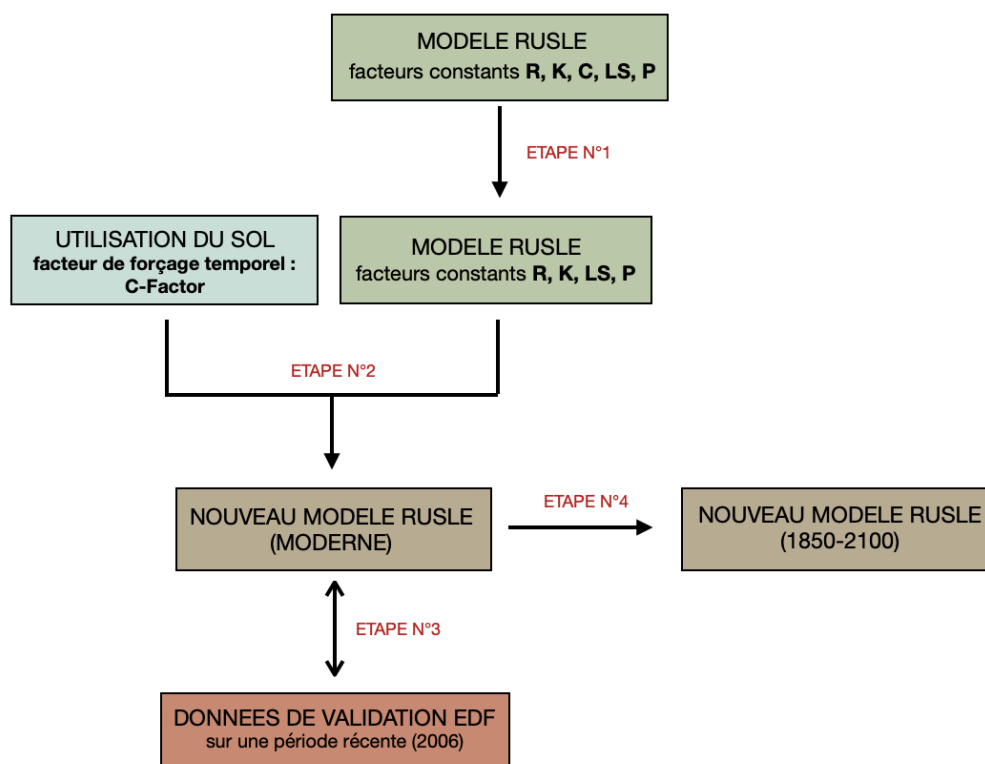 MODELE RUSLE
facteurs constants R, K, C, LS, P
ETAPE N°1
UTILISATION DU SOL
facteur de forçage temporel :
C-Factor
MODELE RUSLE
facteurs constants R, K, LS, P
ETAPE N°2
NOUVEAU MODELE RUSLE
(MODERNE)
ETAPE N°4
NOUVEAU MODELE RUSLE
(1850-2100)
ETAPE N°3
DONNEES DE VALIDATION EDF
sur une période récente (2006)